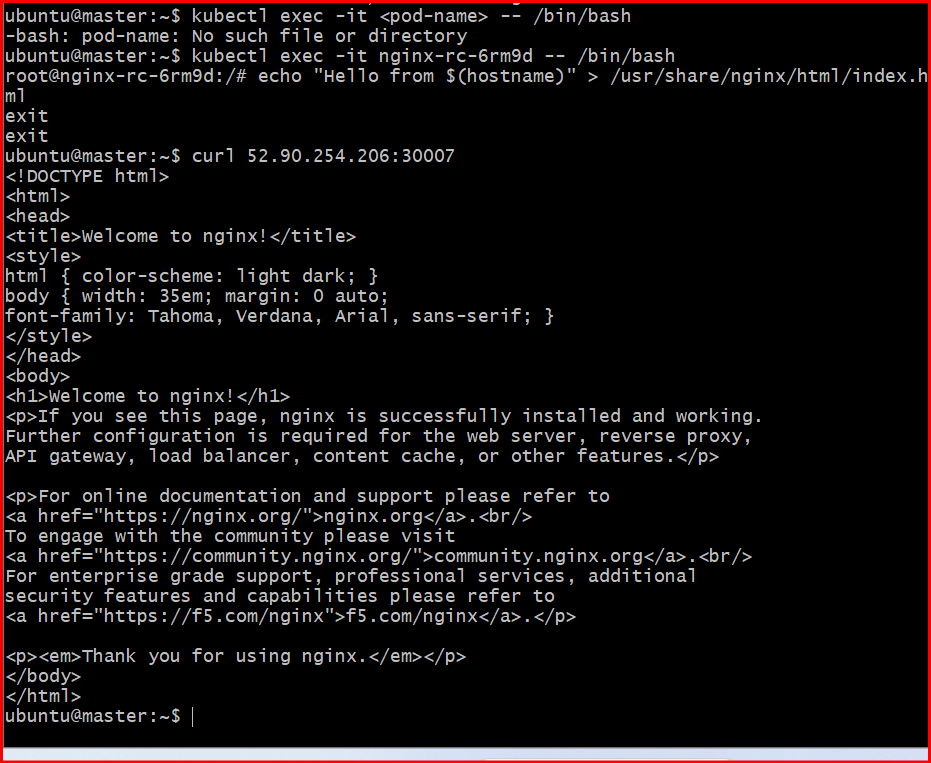 ubuntu@master:~$ kubectl exec -it <pod-name> -- /bin/bash
-bash: pod-name: No such file or directory
ubuntu@master:~$ kubectl exec -it nginx-rc-6rm9d -- /bin/bash
root@nginx-rc-6rm9d:/# echo "Hello from $(hostname)" > /usr/share/nginx/html/index.h
ml
exit
exit
ubuntu@master:~$ curl 52.90.254.206:30007
<!DOCTYPE html>
<html>
<head>
<title>Welcome to nginx!</title>
<style>
html { color-scheme: light dark; }
body { width: 35em; margin: 0 auto;
font-family: Tahoma, Verdana, Arial, sans-serif; }
</style>
</head>
<body>
<h1>Welcome to nginx!</h1>
<p>If you see this page, nginx is successfully installed and working.
Further configuration is required for the web server, reverse proxy,
API gateway, load balancer, content cache, or other features.</p>

<p>For online documentation and support please refer to
<a href="https://nginx.org/">nginx.org</a>.<br/>
To engage with the community please visit
<a href="https://community.nginx.org/">community.nginx.org</a>.<br/>
For enterprise grade support, professional services, additional
security features and capabilities please refer to
<a href="https://f5.com/nginx">f5.com/nginx</a>.</p>

<p><em>Thank you for using nginx.</em></p>
</body>
</html>
ubuntu@master:~$